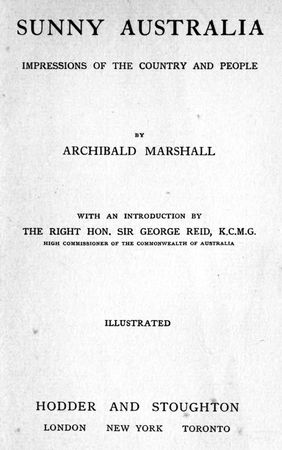 SUNNY AUSTRALIA
IMPRESSIONS OF THE COUNTRY AND PEOPLE
BY
ARCHIBALD MARSHALL
WITH AN INTRODUCTION BY
THE RIGHT HON. SIR GEORGE REID, K.C.M.G.
HIGH COMMISSIONER OF THE COMMONWEALTH OF AUSTRALIA
ILLUSTRATED
HODDER AND STOUGHTON
LONDON NEW YORK TORONTO